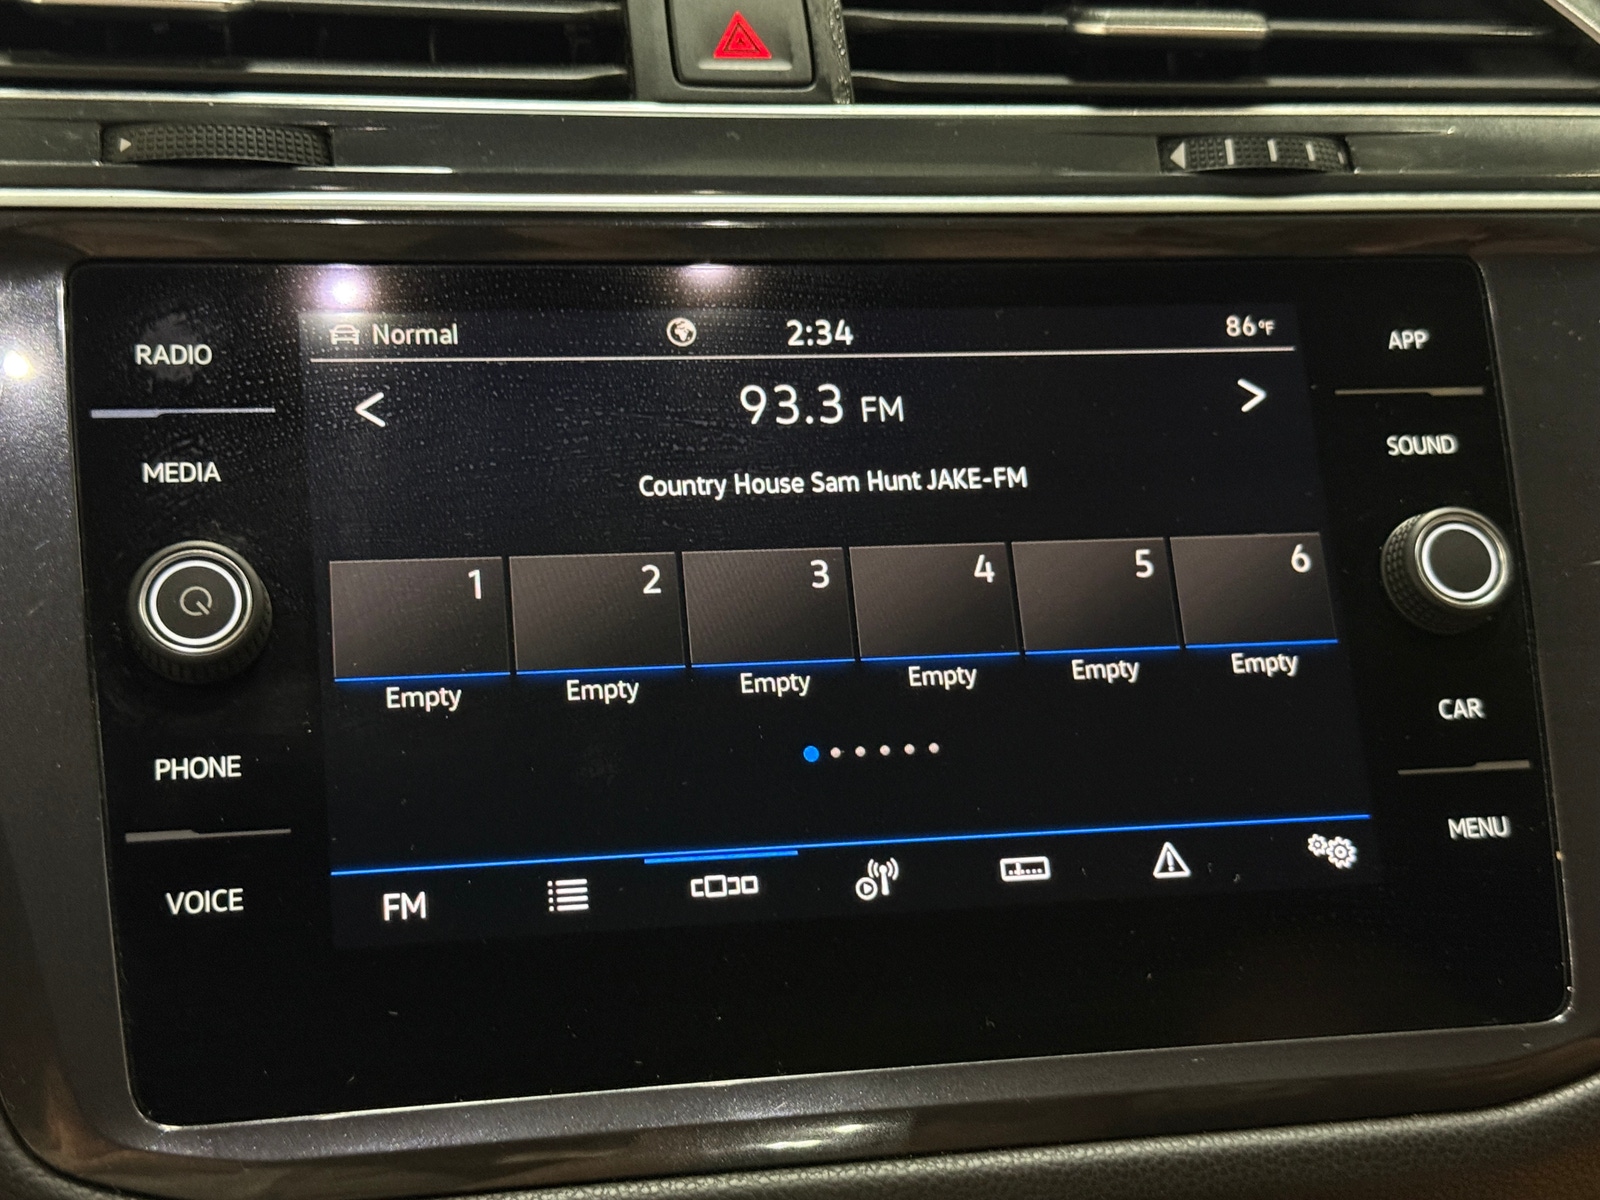 RADIO
MEDIA
PHONE
VOICE
Normal
2:34
86°F
< 93.3 FM >
Country House Sam Hunt JAKE-FM
1 2 3 4 5 6
Empty Empty Empty Empty Empty Empty
FM
APP
SOUND
CAR
MENU